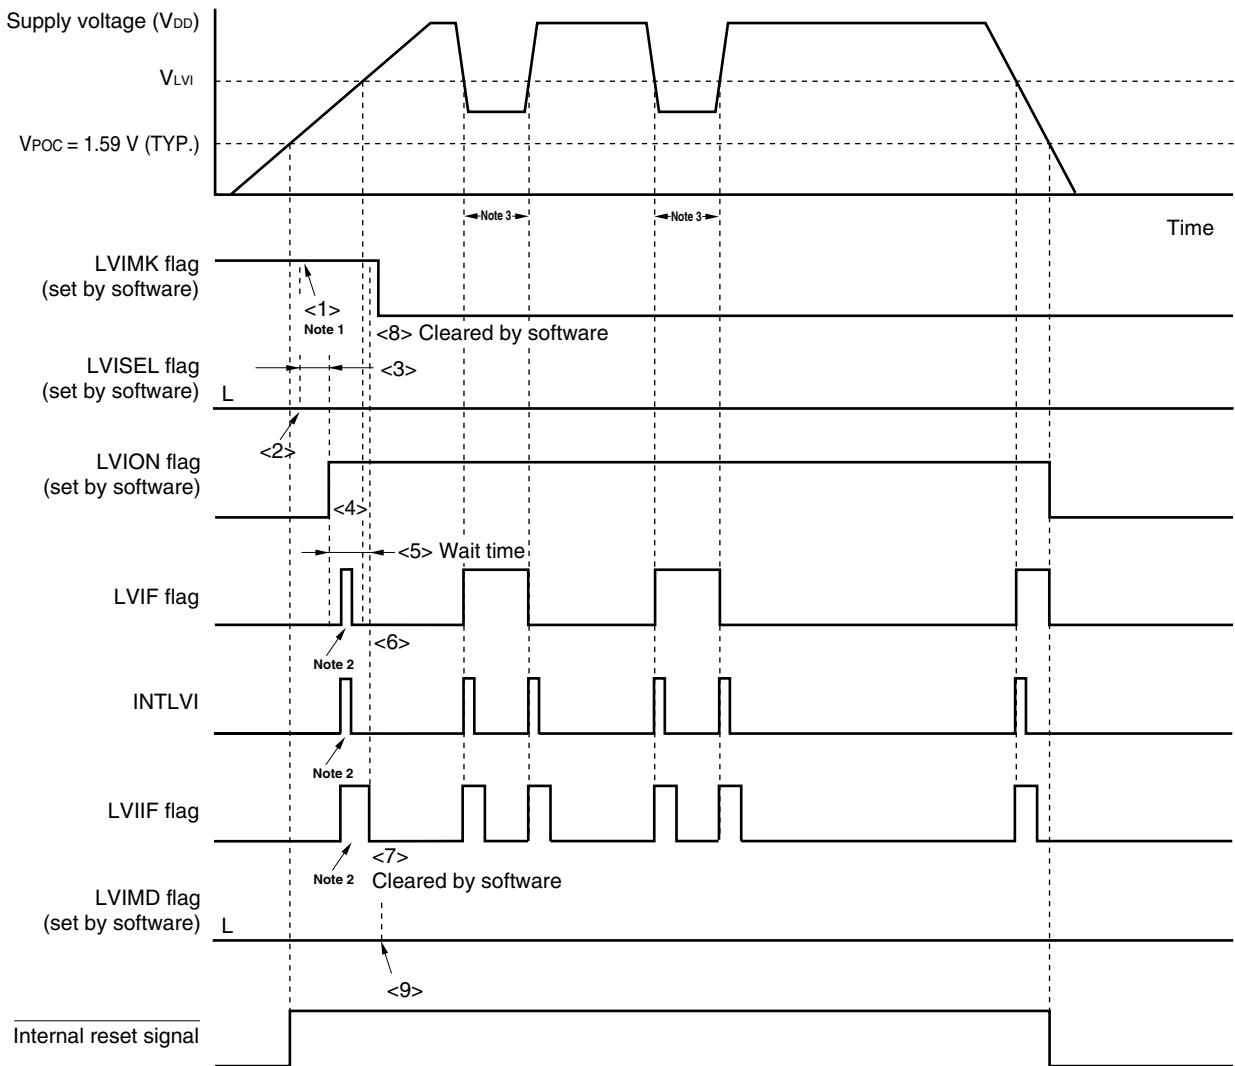 Supply voltage (VDD)
VLVI
VPOC = 1.59 V (TYP.)
Note 3
Note 3
Time
LVIMK flag
(set by software)
<1>
Note 1
<8> Cleared by software
LVISEL flag
(set by software)
L
<3>
<2>
LVION flag
(set by software)
<4>
<5> Wait time
LVIF flag
<6>
Note 2
INTLVI
Note 2
LVIIF flag
<7>
Note 2
Cleared by software
LVIMD flag
(set by software)
L
<9>
Internal reset signal